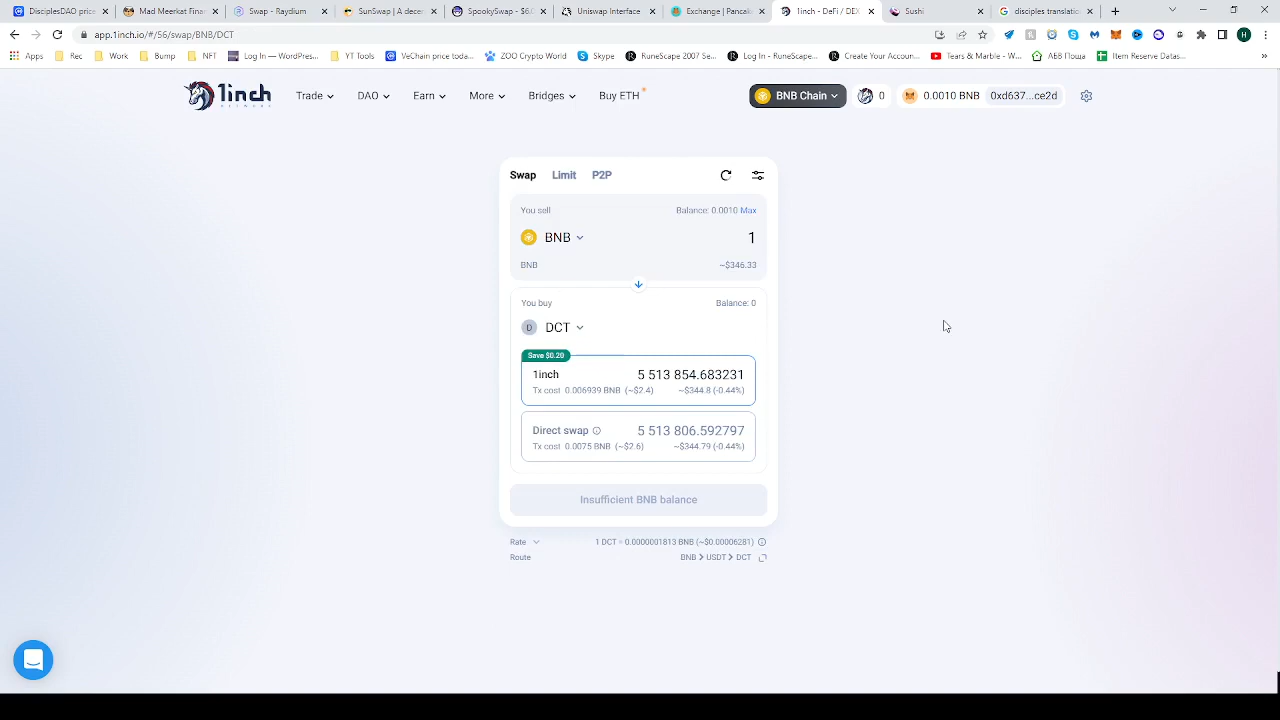 DisciplesDAO price
Mad Meerkat Finan
Swap - Raydium
SunSwap | A decen
SpookySwap - $6.0
Uniswap Interface
Exchange | Pancak
1inch - DeFi / DEX
Sushi
disciples translatio
app.1inch.io/#/56/swap/BNB/DCT
H
Apps
Rec
Work
Bump
NFT
Log In — WordPres...
YT Tools
VeChain price toda...
ZOO Crypto World
Skype
RuneScape 2007 Se...
Log In - RuneScape...
Create Your Accoun...
Tears & Marble - W...
АБВ Поща
Item Reserve Datas...
1inch
NETWORK
Trade
DAO
Earn
More
Bridges
Buy ETH
BNB Chain
0
0.0010 BNB
0xd637...ce2d
Swap
Limit
P2P
You sell
Balance: 0.0010 Max
BNB
1
BNB
~$346.33
You buy
Balance: 0
D
DCT
Save $0.20
1inch
5 513 854.683231
Tx cost 0.006939 BNB (~$2.4)
~$344.8 (-0.44%)
Direct swap
5 513 806.592797
Tx cost 0.0075 BNB (~$2.6)
~$344.79 (-0.44%)
Insufficient BNB balance
Rate
1 DCT = 0.0000001813 BNB (~$0.00006281)
Route
BNB > USDT > DCT